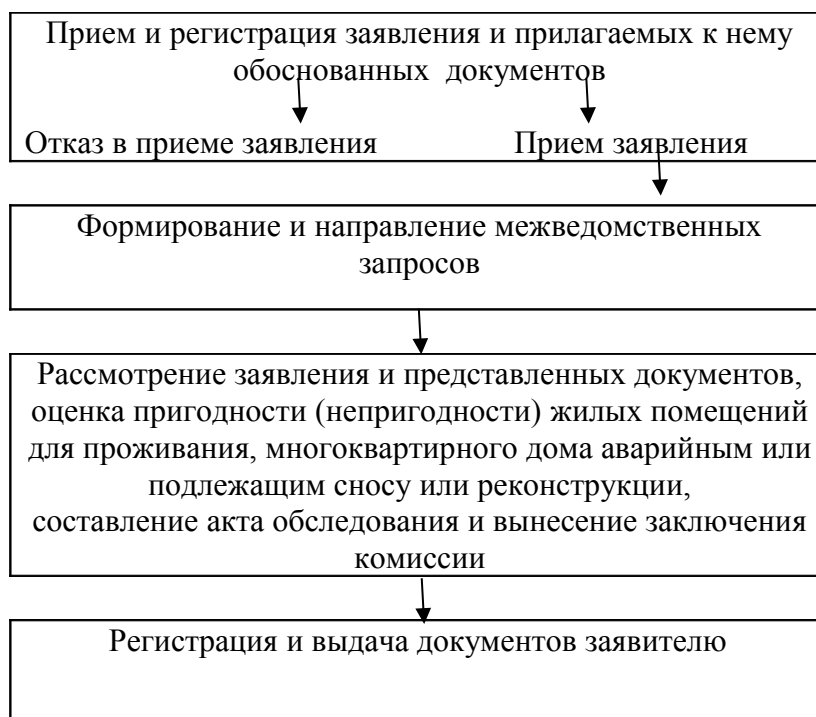 Прием и регистрация заявления и прилагаемых к нему
обоснованных документов
Отказ в приеме заявления Прием заявления
Формирование и направление межведомственных
запросов
Рассмотрение заявления и представленных документов,
оценка пригодности (непригодности) жилых помещений
для проживания, многоквартирного дома аварийным или
подлежащим сносу или реконструкции,
составление акта обследования и вынесение заключения
комиссии
Регистрация и выдача документов заявителю